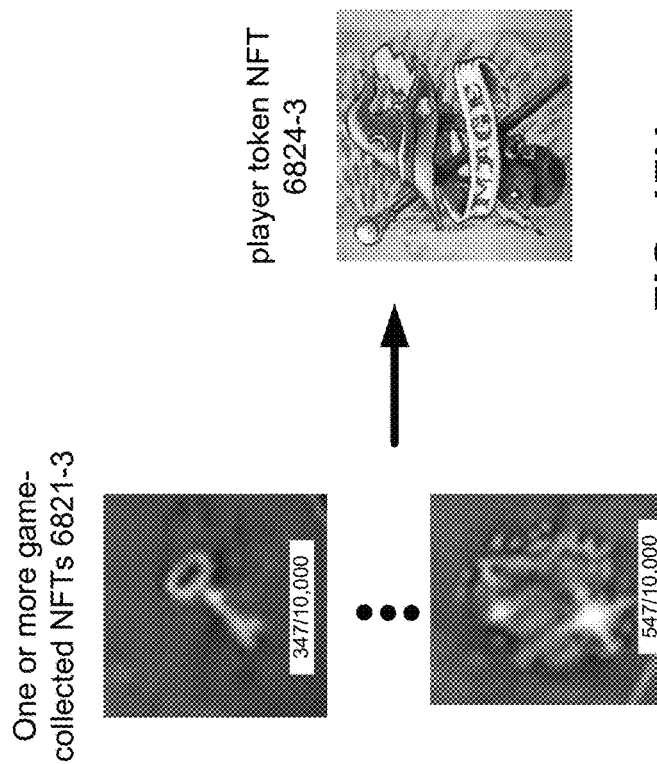 One or more game-
collected NFTs 6821-3
347/10,000
547/10,000
player token NFT
6824-3
MAGE